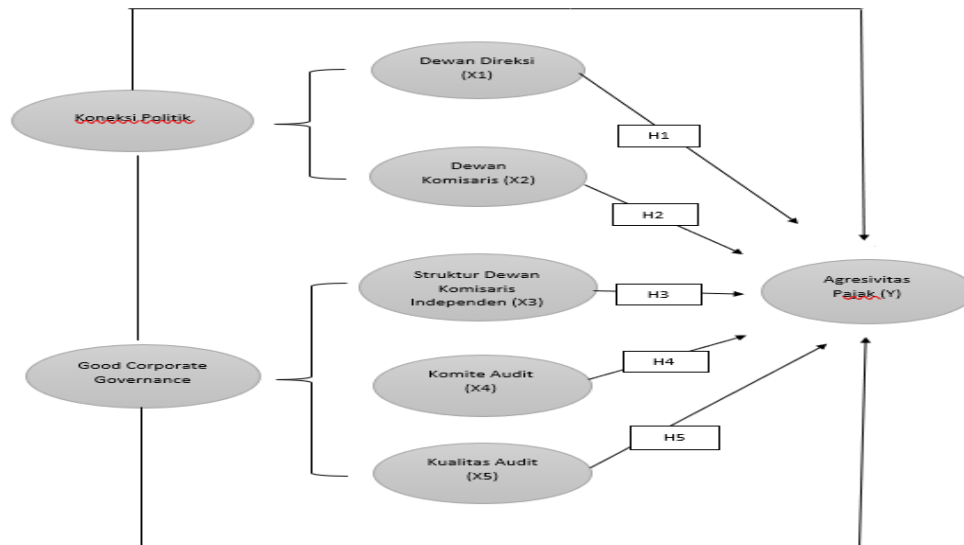 Dewan Direksi
(X1)
Koneksi Politik
H1
Dewan
Komisaris (X2)
H2
Struktur Dewan
Komisaris
Independen (X3)
H3
Agresivitas
Pajak (Y)
Good Corporate
Governance
Komite Audit
(X4)
H4
H5
Kualitas Audit
(X5)